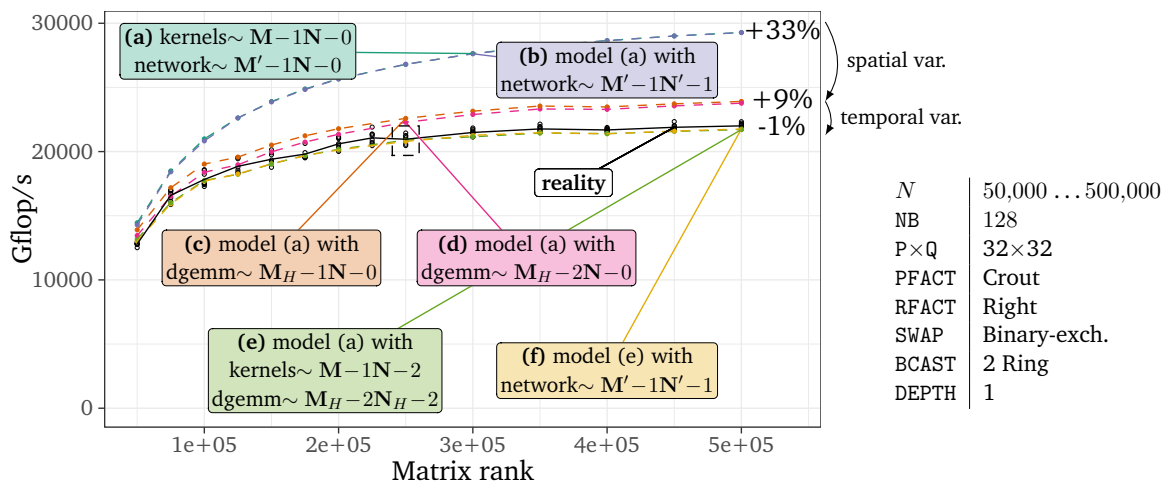 30000
20000
10000
0
Gflop/s
1e+05
2e+05
3e+05
4e+05
5e+05
Matrix rank
(a) kernels∼ M−1N−0
network∼ M′−1N−0
(b) model (a) with
network∼ M′−1N′−1
+33%
spatial var.
+9%
temporal var.
-1%
reality
(c) model (a) with
dgemm∼ M_H−1N−0
(d) model (a) with
dgemm∼ M_H−2N−0
(e) model (a) with
kernels∼ M−1N−2
dgemm∼ M_H−2N_H−2
(f) model (e) with
network∼ M′−1N′−1
N 50,000 … 500,000
NB 128
P×Q 32×32
PFACT Crout
RFACT Right
SWAP Binary-exch.
BCAST 2 Ring
DEPTH 1